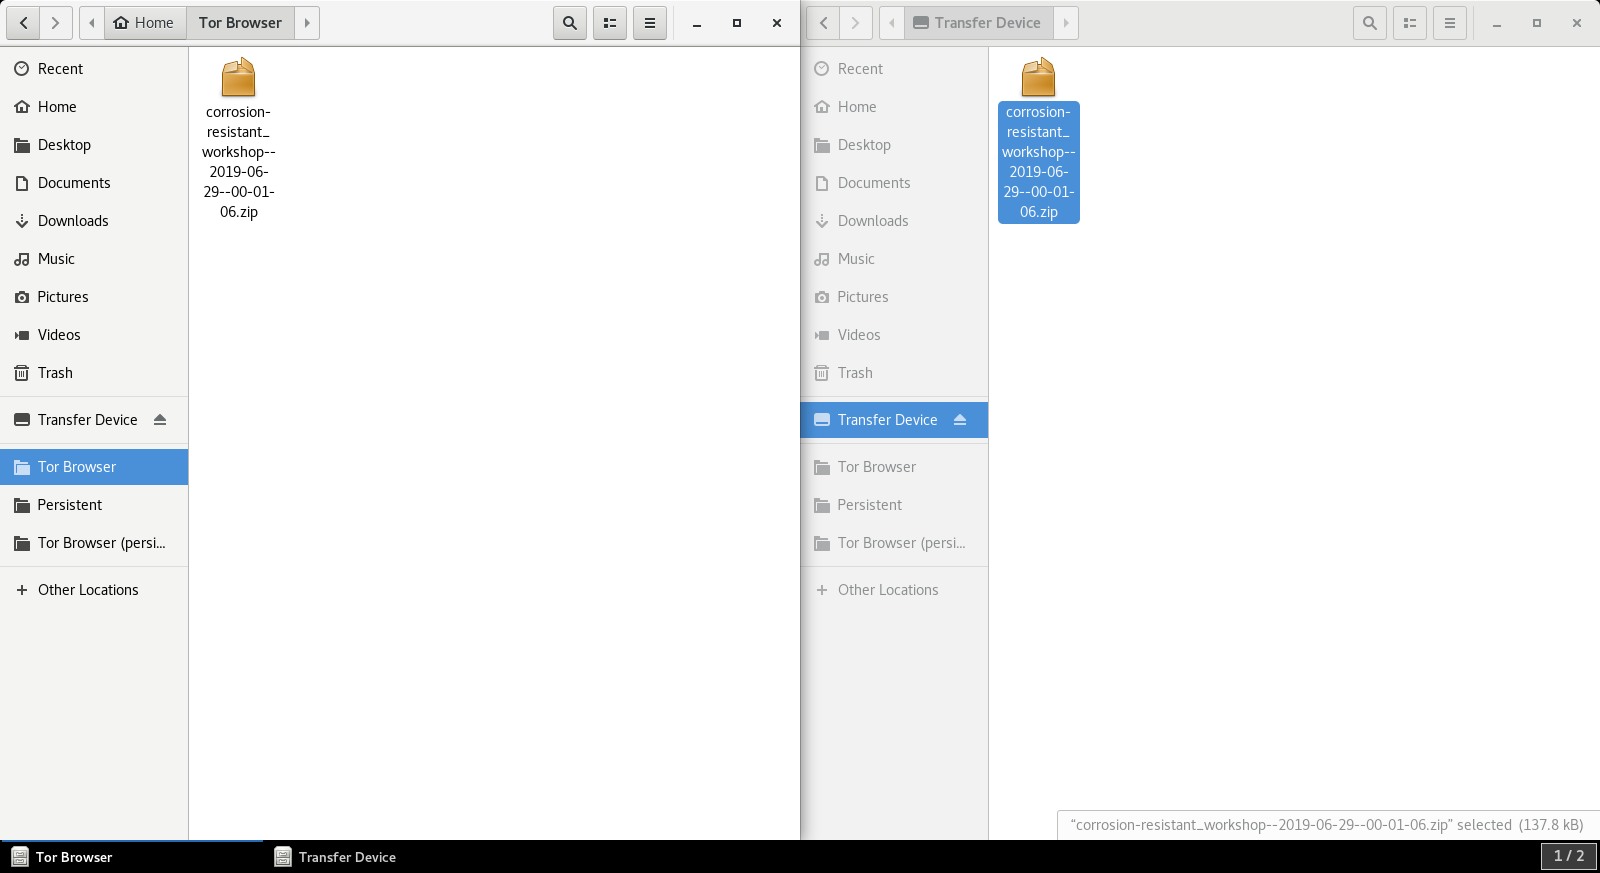 Home
Tor Browser
Recent
Home
Desktop
Documents
Downloads
Music
Pictures
Videos
Trash
Transfer Device
Tor Browser
Persistent
Tor Browser (persi...
Other Locations
corrosion-
resistant_
workshop--
2019-06-
29--00-01-
06.zip
Transfer Device
Recent
Home
Desktop
Documents
Downloads
Music
Pictures
Videos
Trash
Transfer Device
Tor Browser
Persistent
Tor Browser (persi...
Other Locations
corrosion-
resistant_
workshop--
2019-06-
29--00-01-
06.zip
“corrosion-resistant_workshop--2019-06-29--00-01-06.zip” selected (137.8 kB)
Tor Browser
Transfer Device
1 / 2